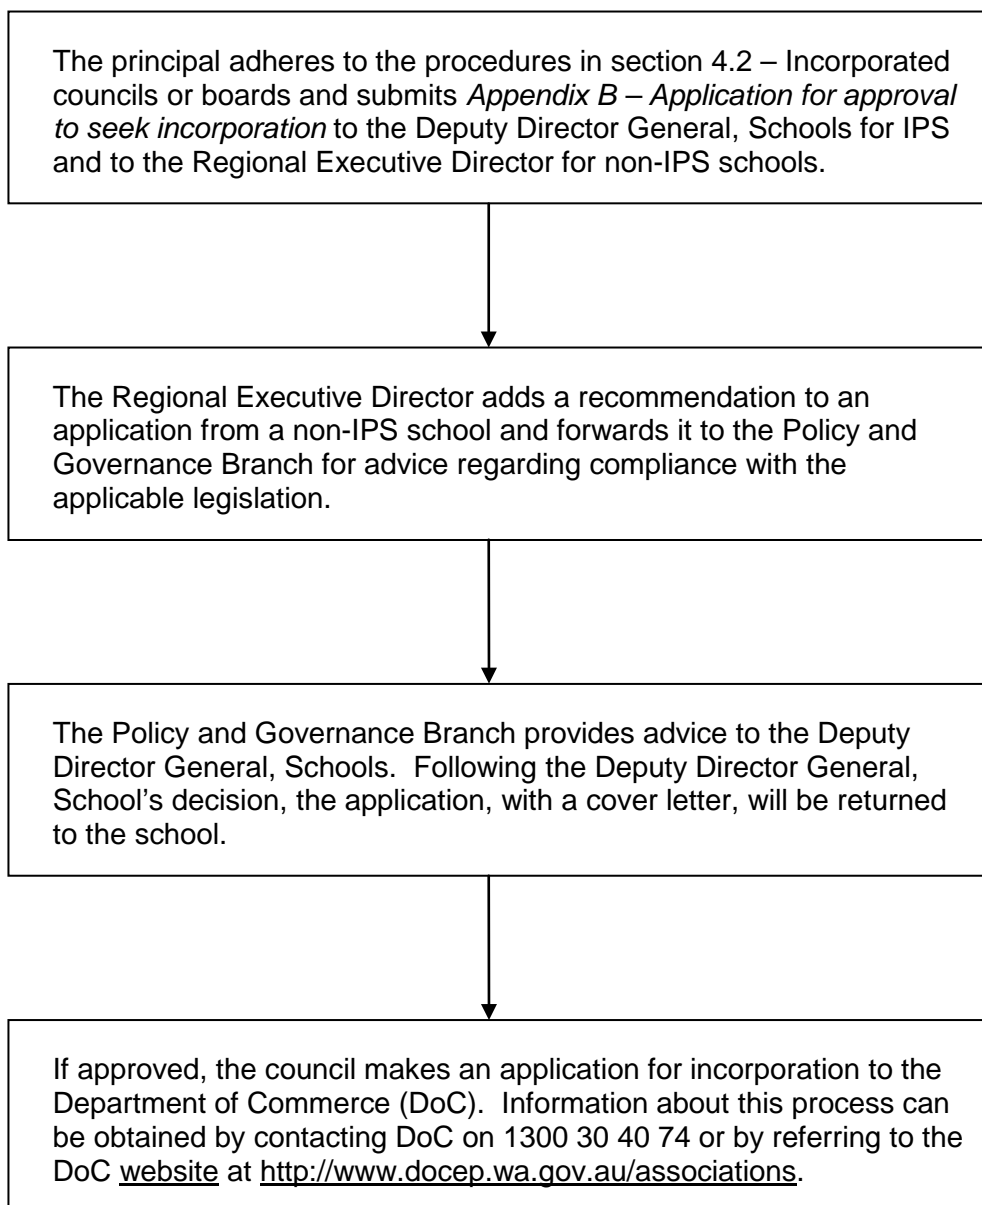 The principal adheres to the procedures in section 4.2 – Incorporated
councils or boards and submits Appendix B – Application for approval
to seek incorporation to the Deputy Director General, Schools for IPS
and to the Regional Executive Director for non-IPS schools.
The Regional Executive Director adds a recommendation to an
application from a non-IPS school and forwards it to the Policy and
Governance Branch for advice regarding compliance with the
applicable legislation.
The Policy and Governance Branch provides advice to the Deputy
Director General, Schools.  Following the Deputy Director General,
School’s decision, the application, with a cover letter, will be returned
to the school.
If approved, the council makes an application for incorporation to the
Department of Commerce (DoC).  Information about this process can
be obtained by contacting DoC on 1300 30 40 74 or by referring to the
DoC website at http://www.docep.wa.gov.au/associations.